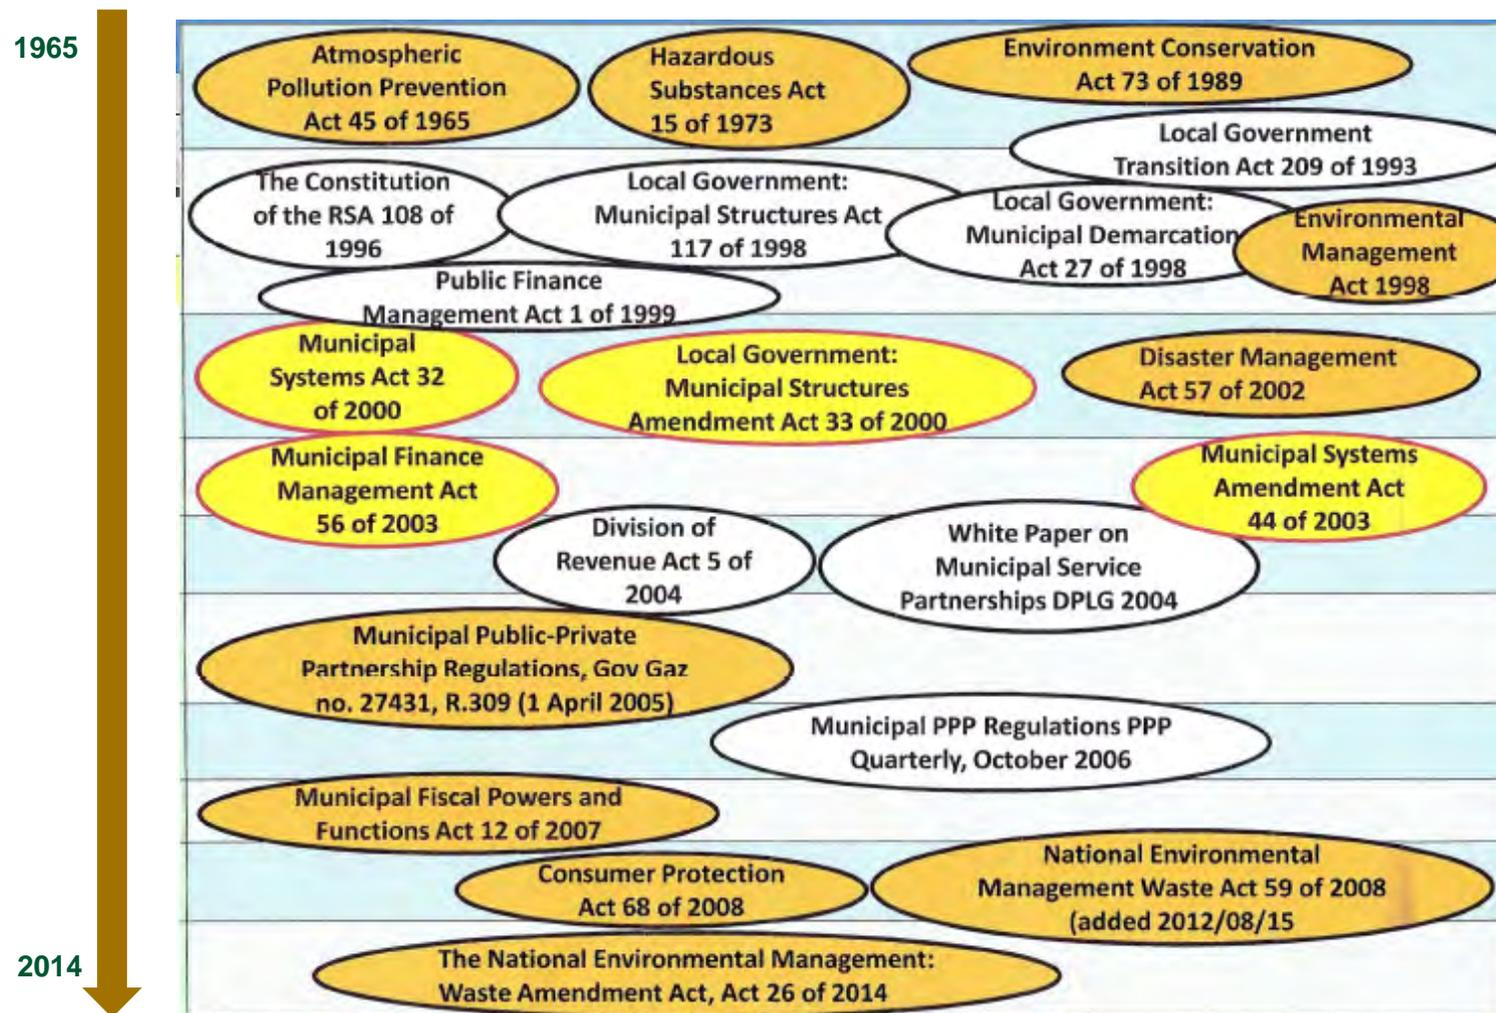 1965
Atmospheric
Pollution Prevention
Act 45 of 1965
Hazardous
Substances Act
15 of 1973
Environment Conservation
Act 73 of 1989
Local Government
Transition Act 209 of 1993
The Constitution
of the RSA 108 of
1996
Local Government:
Municipal Structures Act
117 of 1998
Local Government:
Municipal Demarcation
Act 27 of 1998
Environmental
Management
Act 1998
Public Finance
Management Act 1 of 1999
Municipal
Systems Act 32
of 2000
Local Government:
Municipal Structures
Amendment Act 33 of 2000
Disaster Management
Act 57 of 2002
Municipal Finance
Management Act
56 of 2003
Municipal Systems
Amendment Act
44 of 2003
Division of
Revenue Act 5 of
2004
White Paper on
Municipal Service
Partnerships DPLG 2004
Municipal Public-Private
Partnership Regulations, Gov Gaz
no. 27431, R.309 (1 April 2005)
Municipal PPP Regulations PPP
Quarterly, October 2006
Municipal Fiscal Powers and
Functions Act 12 of 2007
Consumer Protection
Act 68 of 2008
National Environmental
Management Waste Act 59 of 2008
(added 2012/08/15
2014
The National Environmental Management:
Waste Amendment Act, Act 26 of 2014